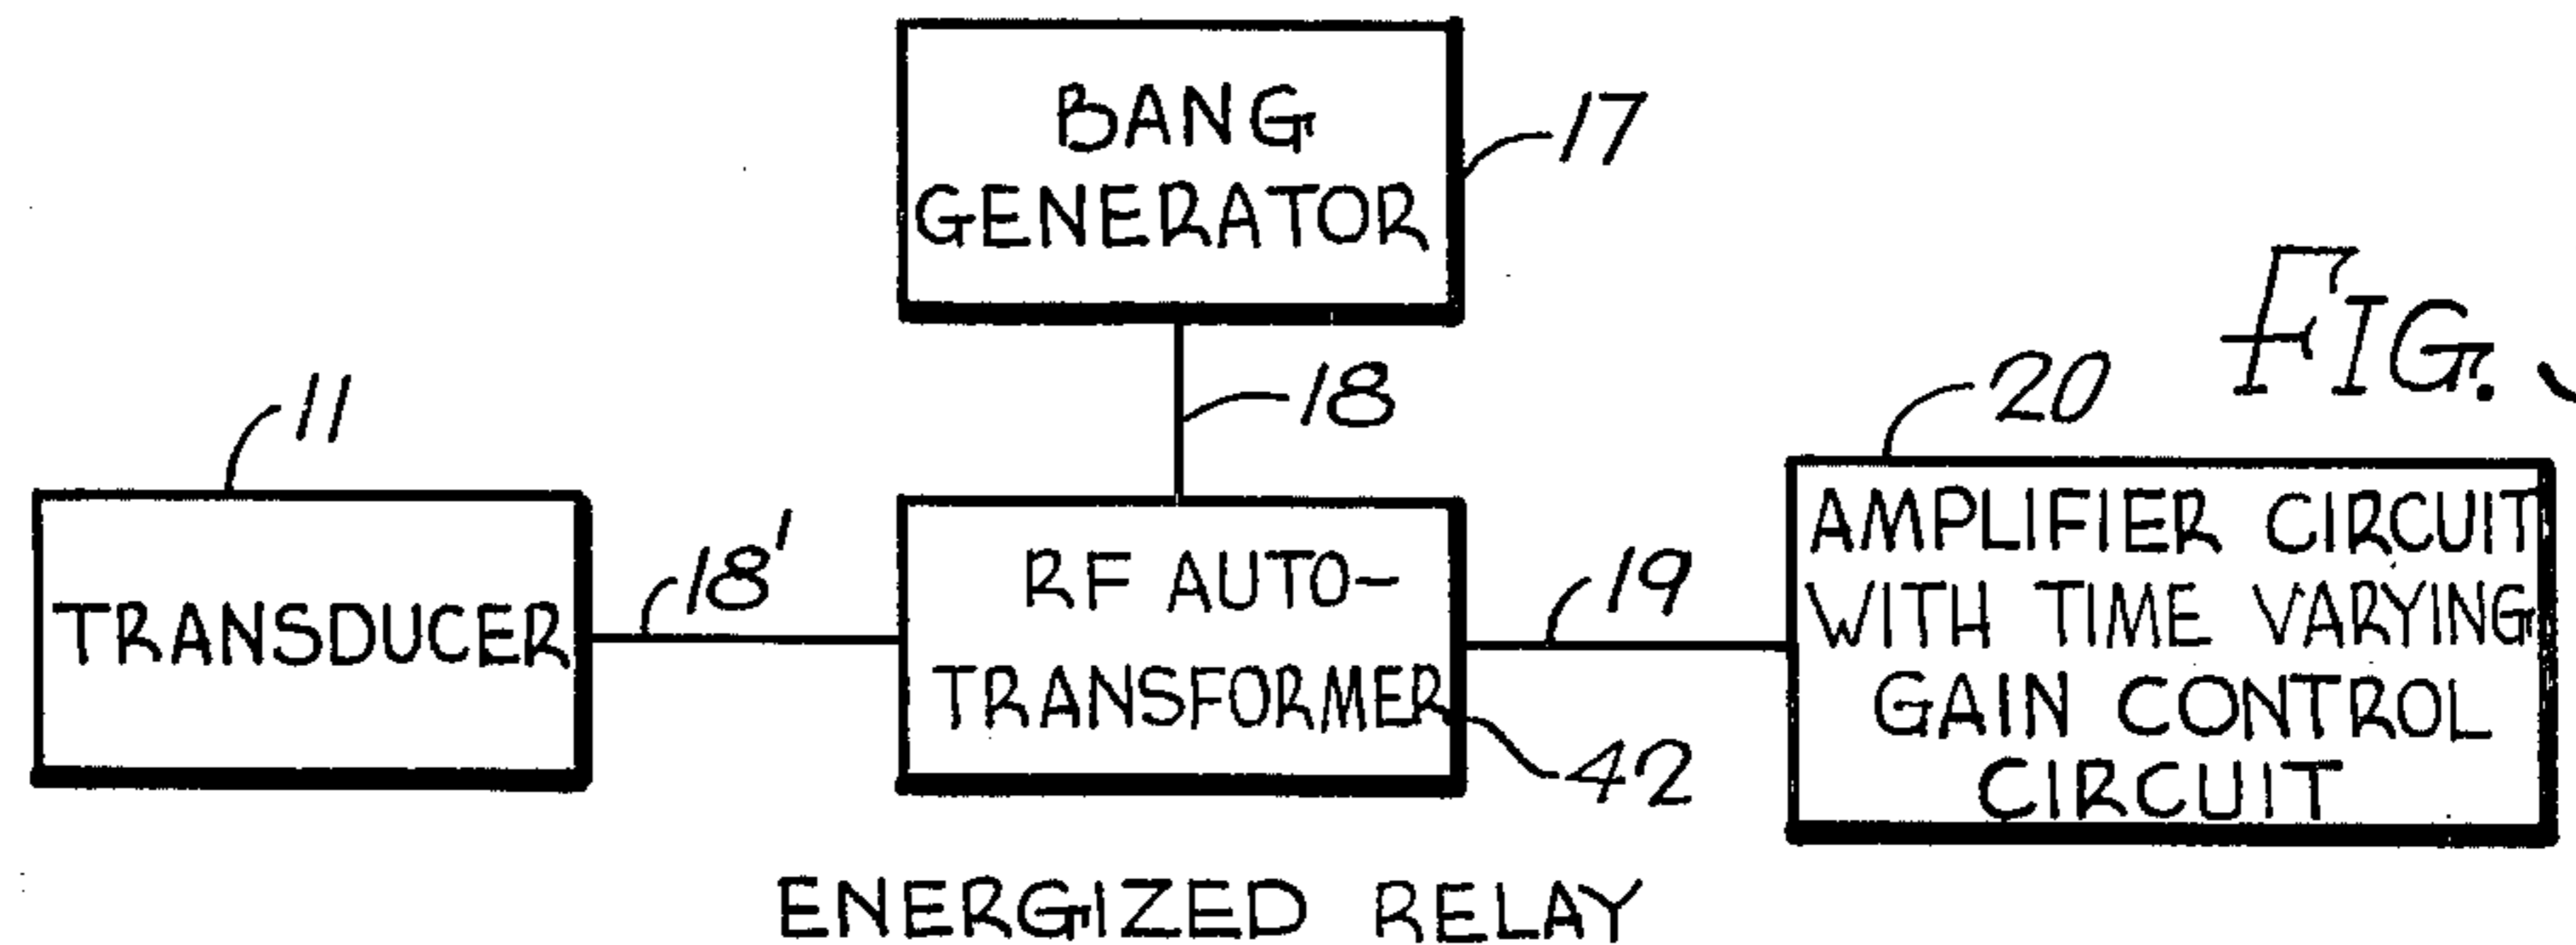 BANG
GENERATOR
17
18
FIG.
20
11
TRANSDUCER
18'
RF AUTO-
TRANSFORMER
42
19
AMPLIFIER CIRCUIT
WITH TIME VARYING
GAIN CONTROL
CIRCUIT
ENERGIZED RELAY